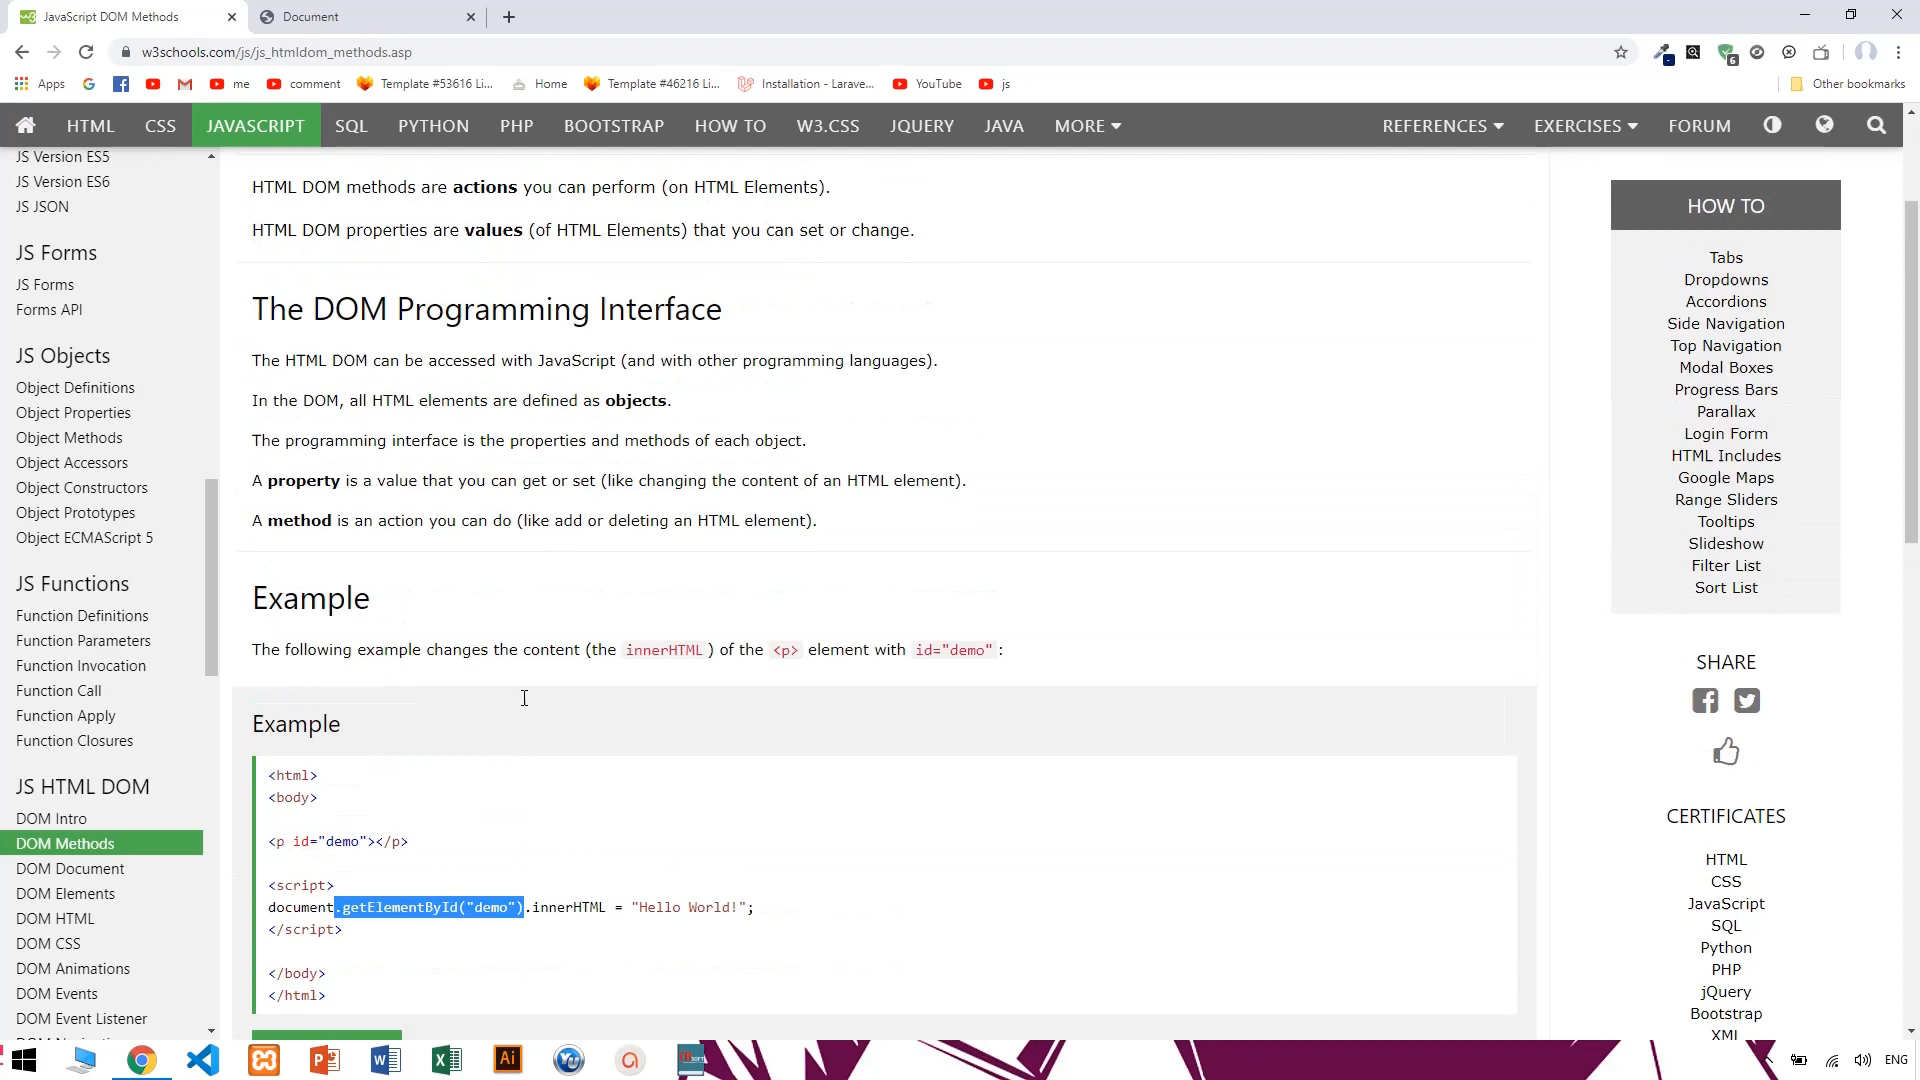 JavaScript DOM Methods
Document
w3schools.com/js/js_htmldom_methods.asp
6
Apps
me
comment
Template #53616 Li...
Home
Template #46216 Li...
Installation - Larave...
YouTube
js
Other bookmarks
HTML
CSS
JAVASCRIPT
SQL
PYTHON
PHP
BOOTSTRAP
HOW TO
W3.CSS
JQUERY
JAVA
MORE
REFERENCES
EXERCISES
FORUM
JS Version ES5
JS Version ES6
JS JSON
JS Forms
JS Forms
Forms API
JS Objects
Object Definitions
Object Properties
Object Methods
Object Accessors
Object Constructors
Object Prototypes
Object ECMAScript 5
JS Functions
Function Definitions
Function Parameters
Function Invocation
Function Call
Function Apply
Function Closures
JS HTML DOM
DOM Intro
DOM Methods
DOM Document
DOM Elements
DOM HTML
DOM CSS
DOM Animations
DOM Events
DOM Event Listener
HTML DOM methods are actions you can perform (on HTML Elements).
HTML DOM properties are values (of HTML Elements) that you can set or change.
The DOM Programming Interface
The HTML DOM can be accessed with JavaScript (and with other programming languages).
In the DOM, all HTML elements are defined as objects.
The programming interface is the properties and methods of each object.
A property is a value that you can get or set (like changing the content of an HTML element).
A method is an action you can do (like add or deleting an HTML element).
Example
The following example changes the content (the innerHTML) of the <p> element with id="demo":
Example
<html>
<body>
<p id="demo"></p>
<script>
document.getElementById("demo").innerHTML = "Hello World!";
</script>
</body>
</html>
HOW TO
Tabs
Dropdowns
Accordions
Side Navigation
Top Navigation
Modal Boxes
Progress Bars
Parallax
Login Form
HTML Includes
Google Maps
Range Sliders
Tooltips
Slideshow
Filter List
Sort List
SHARE
CERTIFICATES
HTML
CSS
JavaScript
SQL
Python
PHP
jQuery
Bootstrap
XML
Ai
ENG